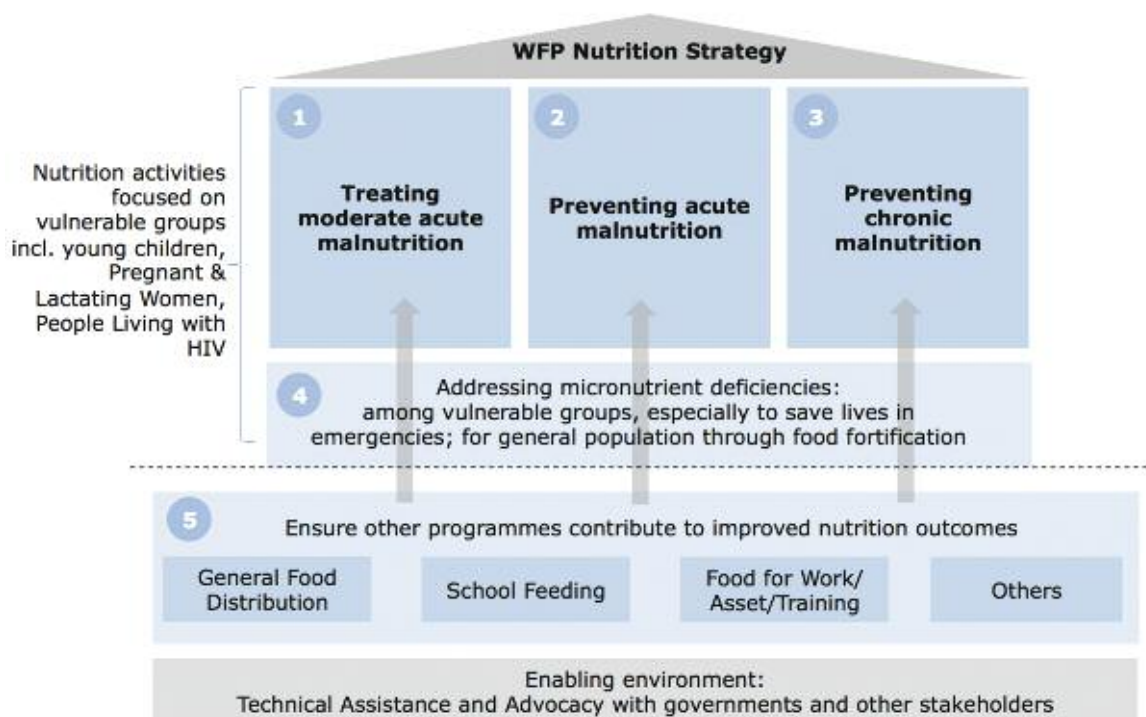 WFP Nutrition Strategy
Nutrition activities
focused on
vulnerable groups
incl. young children,
Pregnant &
Lactating Women,
People Living with
HIV
1
Treating
moderate acute
malnutrition
2
Preventing acute
malnutrition
3
Preventing
chronic
malnutrition
4
Addressing micronutrient deficiencies:
among vulnerable groups, especially to save lives in
emergencies; for general population through food fortification
5
Ensure other programmes contribute to improved nutrition outcomes
General Food
Distribution
School Feeding
Food for Work/
Asset/Training
Others
Enabling environment:
Technical Assistance and Advocacy with governments and other stakeholders